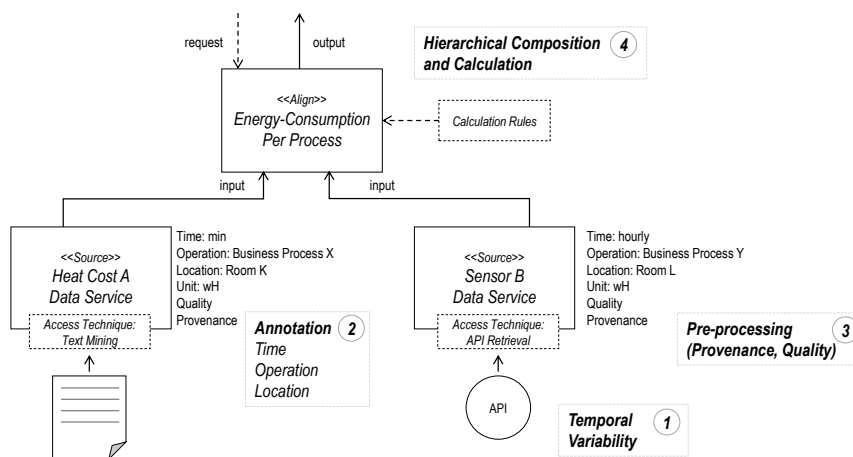 request
output
Hierarchical Composition 4
and Calculation
<<Align>>
Energy-Consumption
Per Process
Calculation Rules
input
input
<<Source>>
Heat Cost A
Data Service
Access Technique:
Text Mining
Time: min
Operation: Business Process X
Location: Room K
Unit: wH
Quality
Provenance
Annotation 2
Time
Operation
Location
<<Source>>
Sensor B
Data Service
Access Technique:
API Retrieval
Time: hourly
Operation: Business Process Y
Location: Room L
Unit: wH
Quality
Provenance
Pre-processing 3
(Provenance, Quality)
API
Temporal 1
Variability